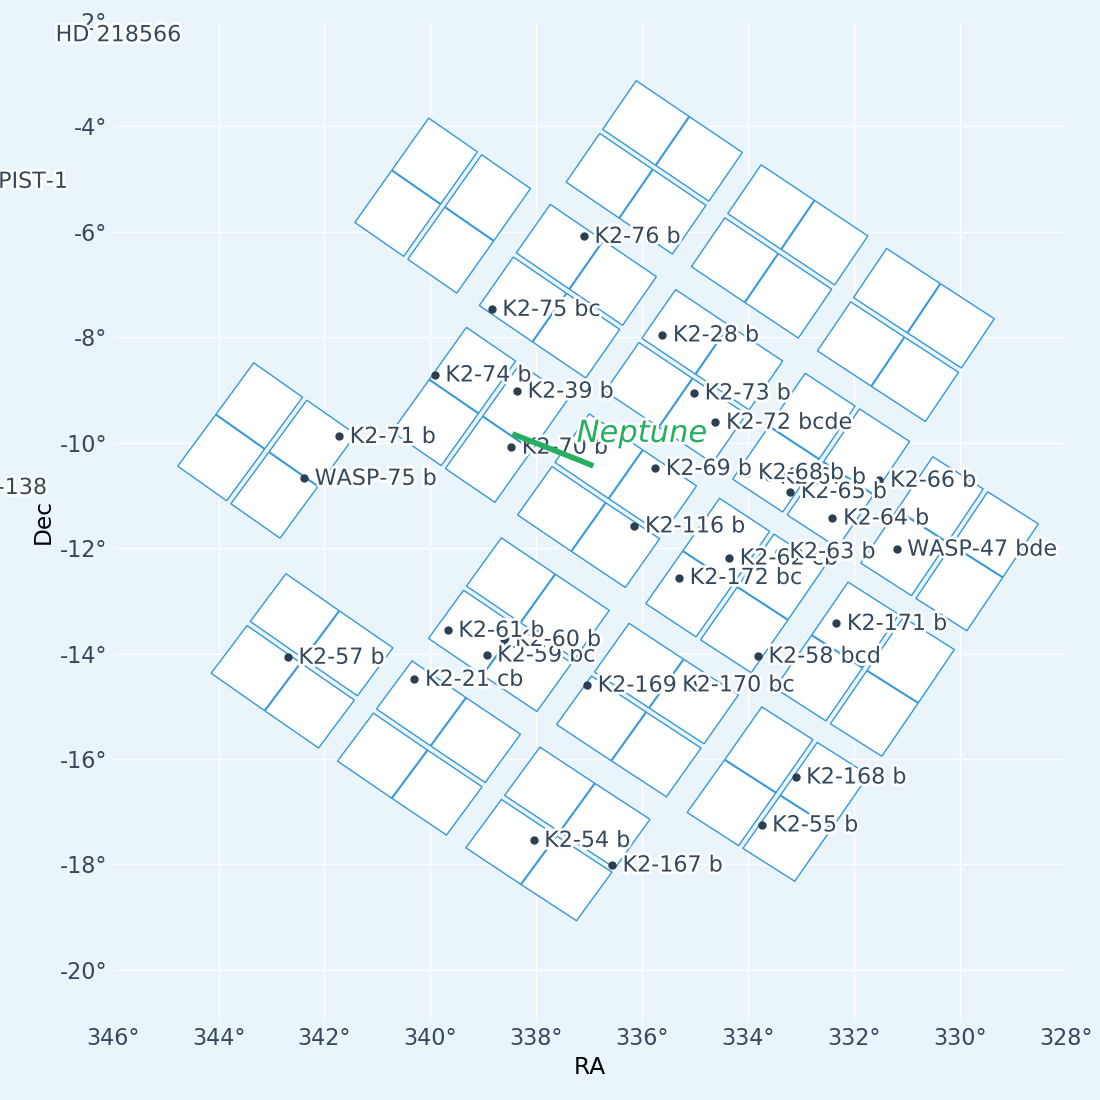 2°
HD 218566
-4°
PIST-1
-6°
K2-76 b
K2-75 bc
-8°
K2-28 b
K2-74 b
K2-39 b
K2-73 b
K2-72 bcde
Neptune
K2-71 b
-10°
K2-70 b
K2-69 b
K2-68 b
WASP-75 b
K2-66 b
-138
K2-65 b
K2-64 b
K2-116 b
Dec
-12°
K2-62 cb
K2-63 b
WASP-47 bde
K2-172 bc
K2-171 b
K2-61 b
K2-60 b
-14°
K2-57 b
K2-59 bc
K2-58 bcd
K2-21 cb
K2-169
K2-170 bc
-16°
K2-168 b
K2-55 b
K2-54 b
-18°
K2-167 b
-20°
346° 344° 342° 340° 338° 336° 334° 332° 330° 328°
RA